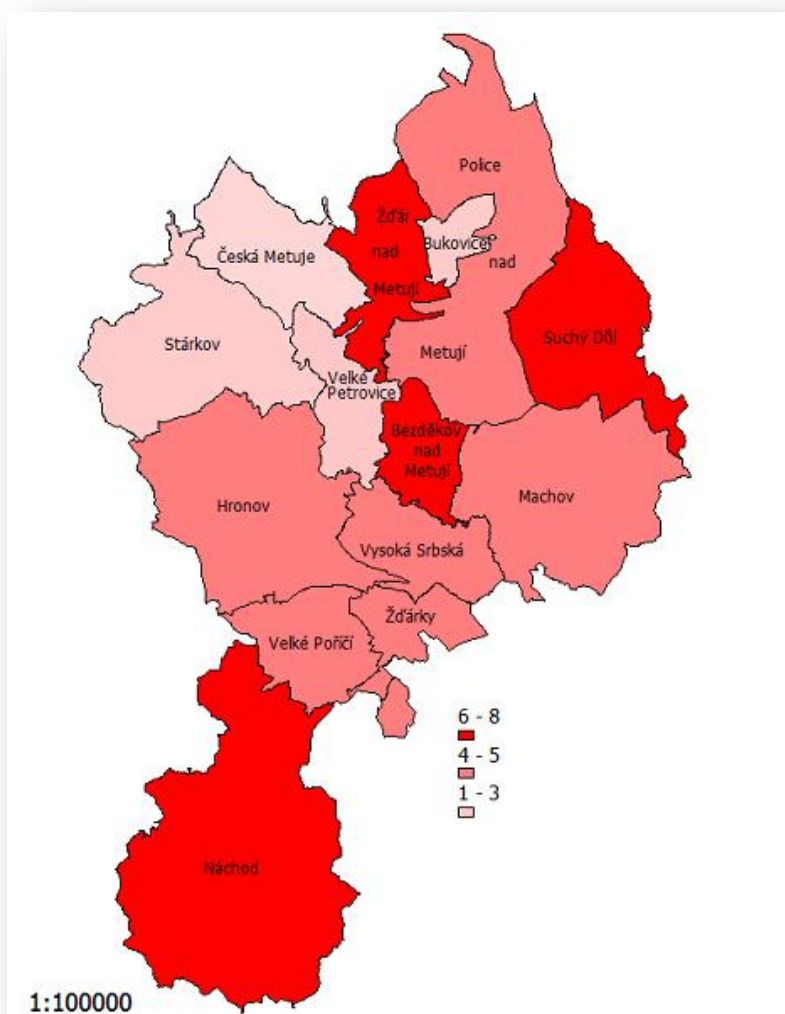 Police
nad
Metují
Žďár
nad
Metují
Bukovice
Česká Metuje
Suchý Důl
Stárkov
Velké
Petrovice
Bezděkov
nad
Metují
Machov
Hronov
Vysoká Srbská
Žďárky
Velké Poříčí
6 - 8
4 - 5
1 - 3
Náchod
1:100000